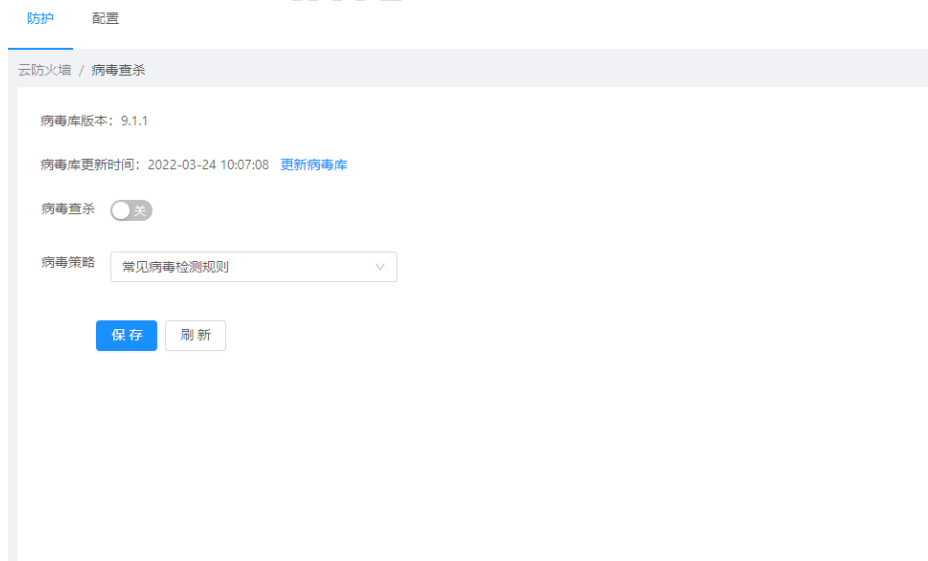 防护 配置
云防火墙 / 病毒查杀
病毒库版本：9.1.1
病毒库更新时间：2022-03-24 10:07:08 更新病毒库
病毒查杀 关
病毒策略 常见病毒检测规则
保存 刷新